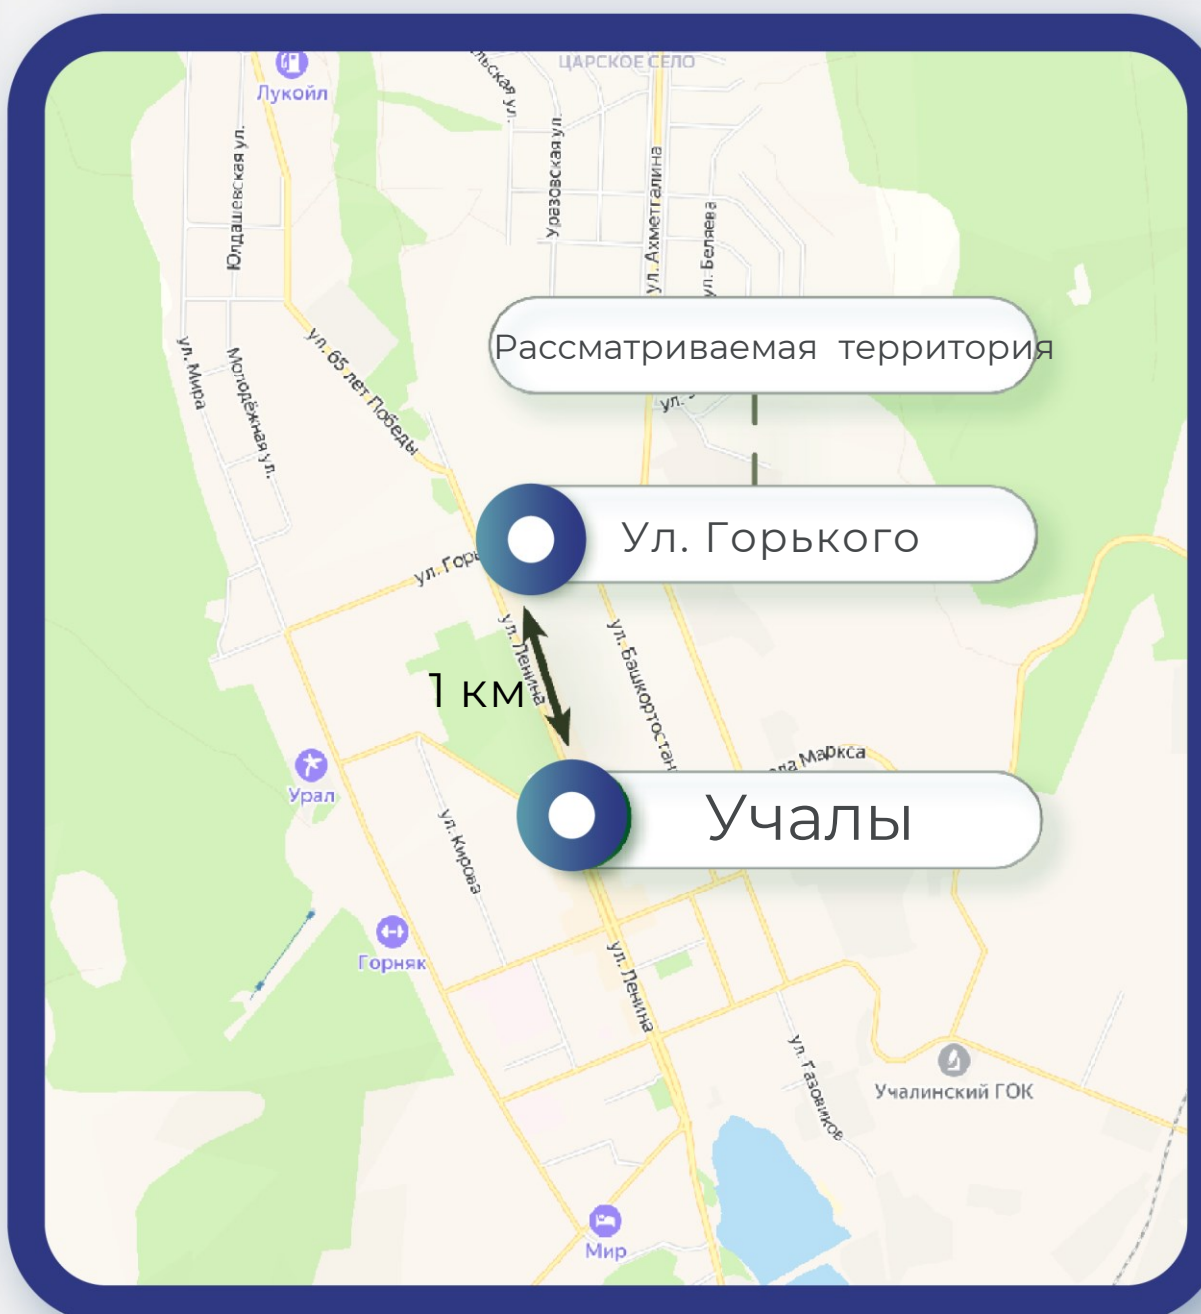 ЦАРСКОЕ СЕЛО
Лукойл
Юлдашевская ул.
Уразовская ул.
ул. Ахметгалина
ул. Беляева
Рассматриваемая территория
ул. Мира
Молодёжная ул.
ул. 65 лет Победы
ул.
Ул. Горького
ул.
ул. Ленина
ул.
1 км
Маркса
Урал
Учалы
ул. Кирова
Горняк
ул. Ленина
ул. Газовиков
Учалинский ГОК
Мир